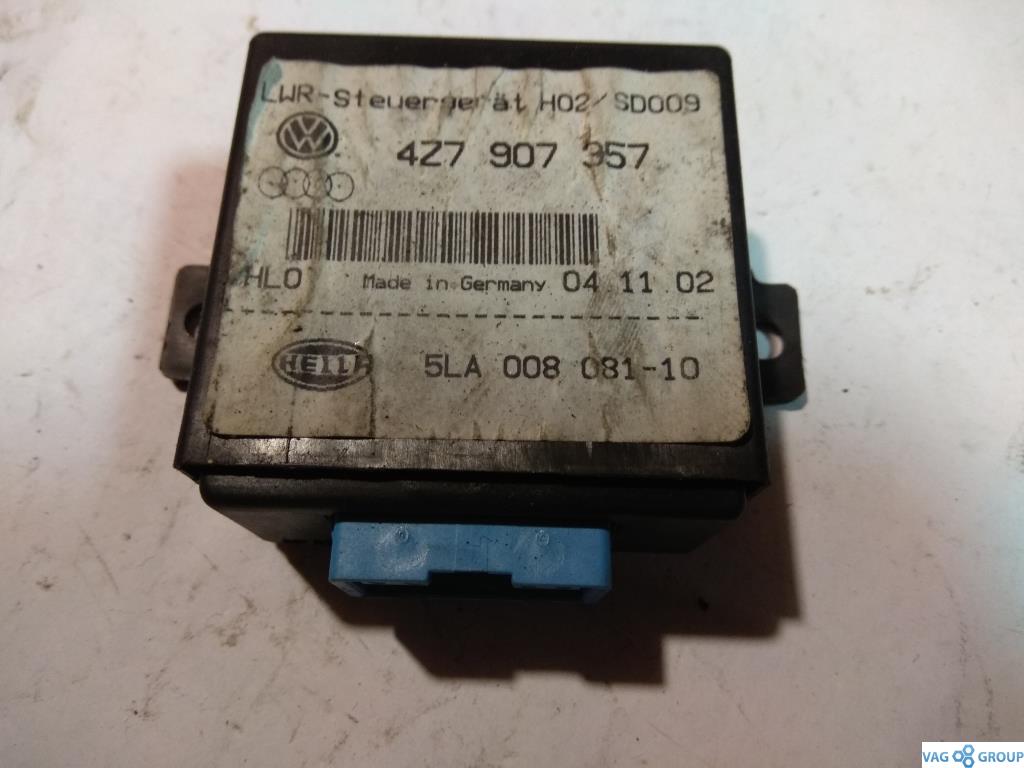 LWR-Steuergerät H02/SD009
VW
4Z7 907 357
HLO Made in Germany 04 11 02
HELLA 5LA 008 081-10
VAG GROUP